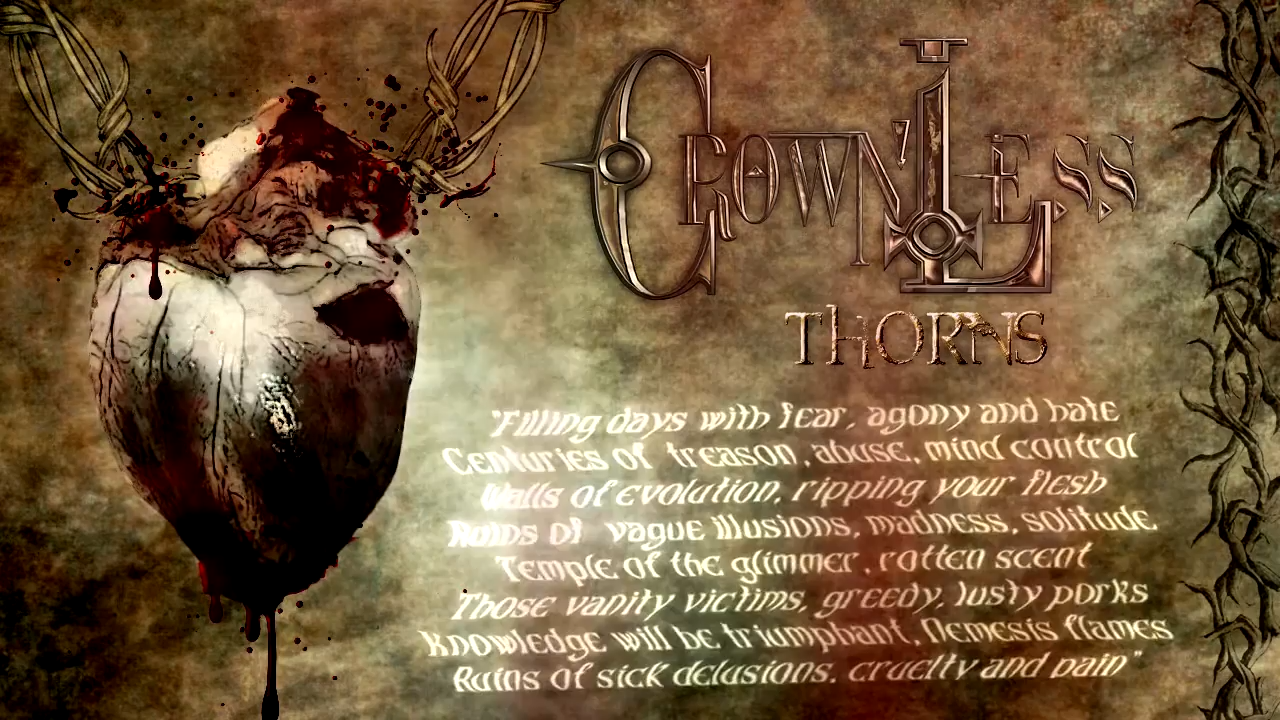 CROWN'LESS
THORNS
"Filling days with fear, agony and hate
Centuries of treason, abuse, mind control
Walls of evolution, ripping your flesh
Ruins of vague illusions, madness, solitude
Temple of the glimmer, rotten scent
Those vanity victims, greedy, lusty porks
Knowledge will be triumphant, Nemesis flames
Ruins of sick delusions, cruelty and pain"